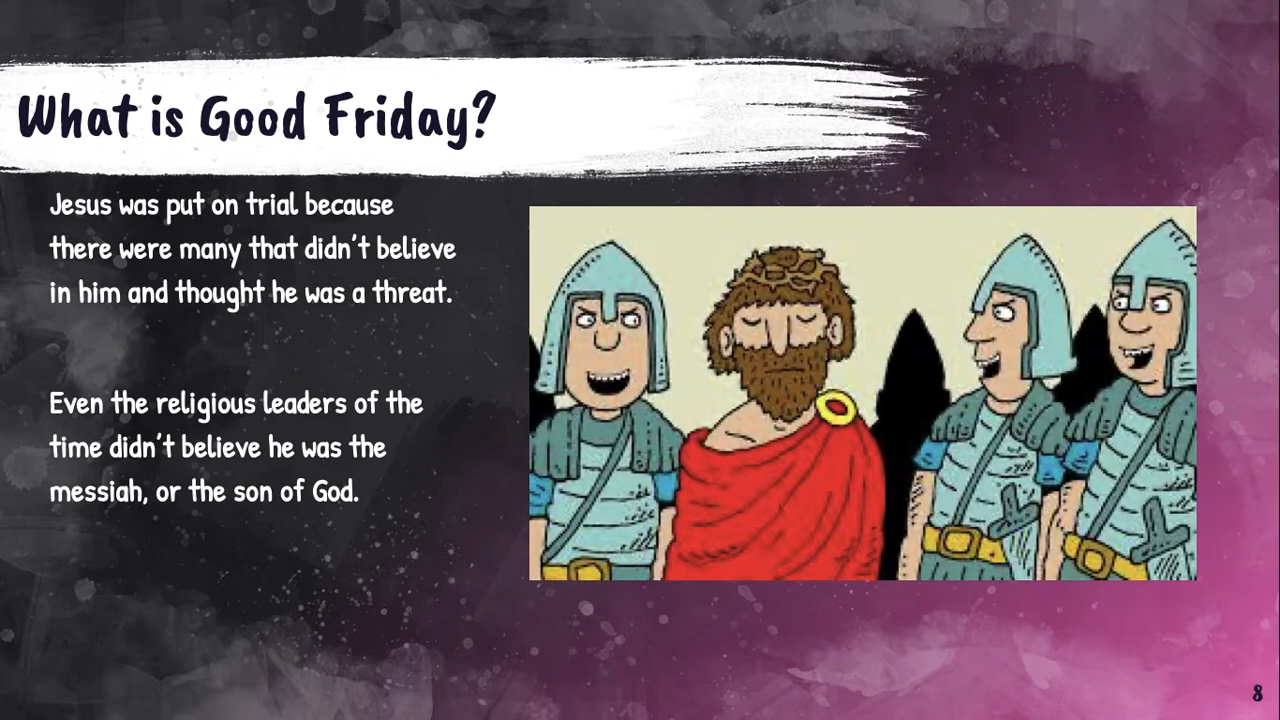 What is Good Friday?
Jesus was put on trial because
there were many that didn't believe
in him and thought he was a threat.
Even the religious leaders of the
time didn't believe he was the
messiah, or the son of God.
8